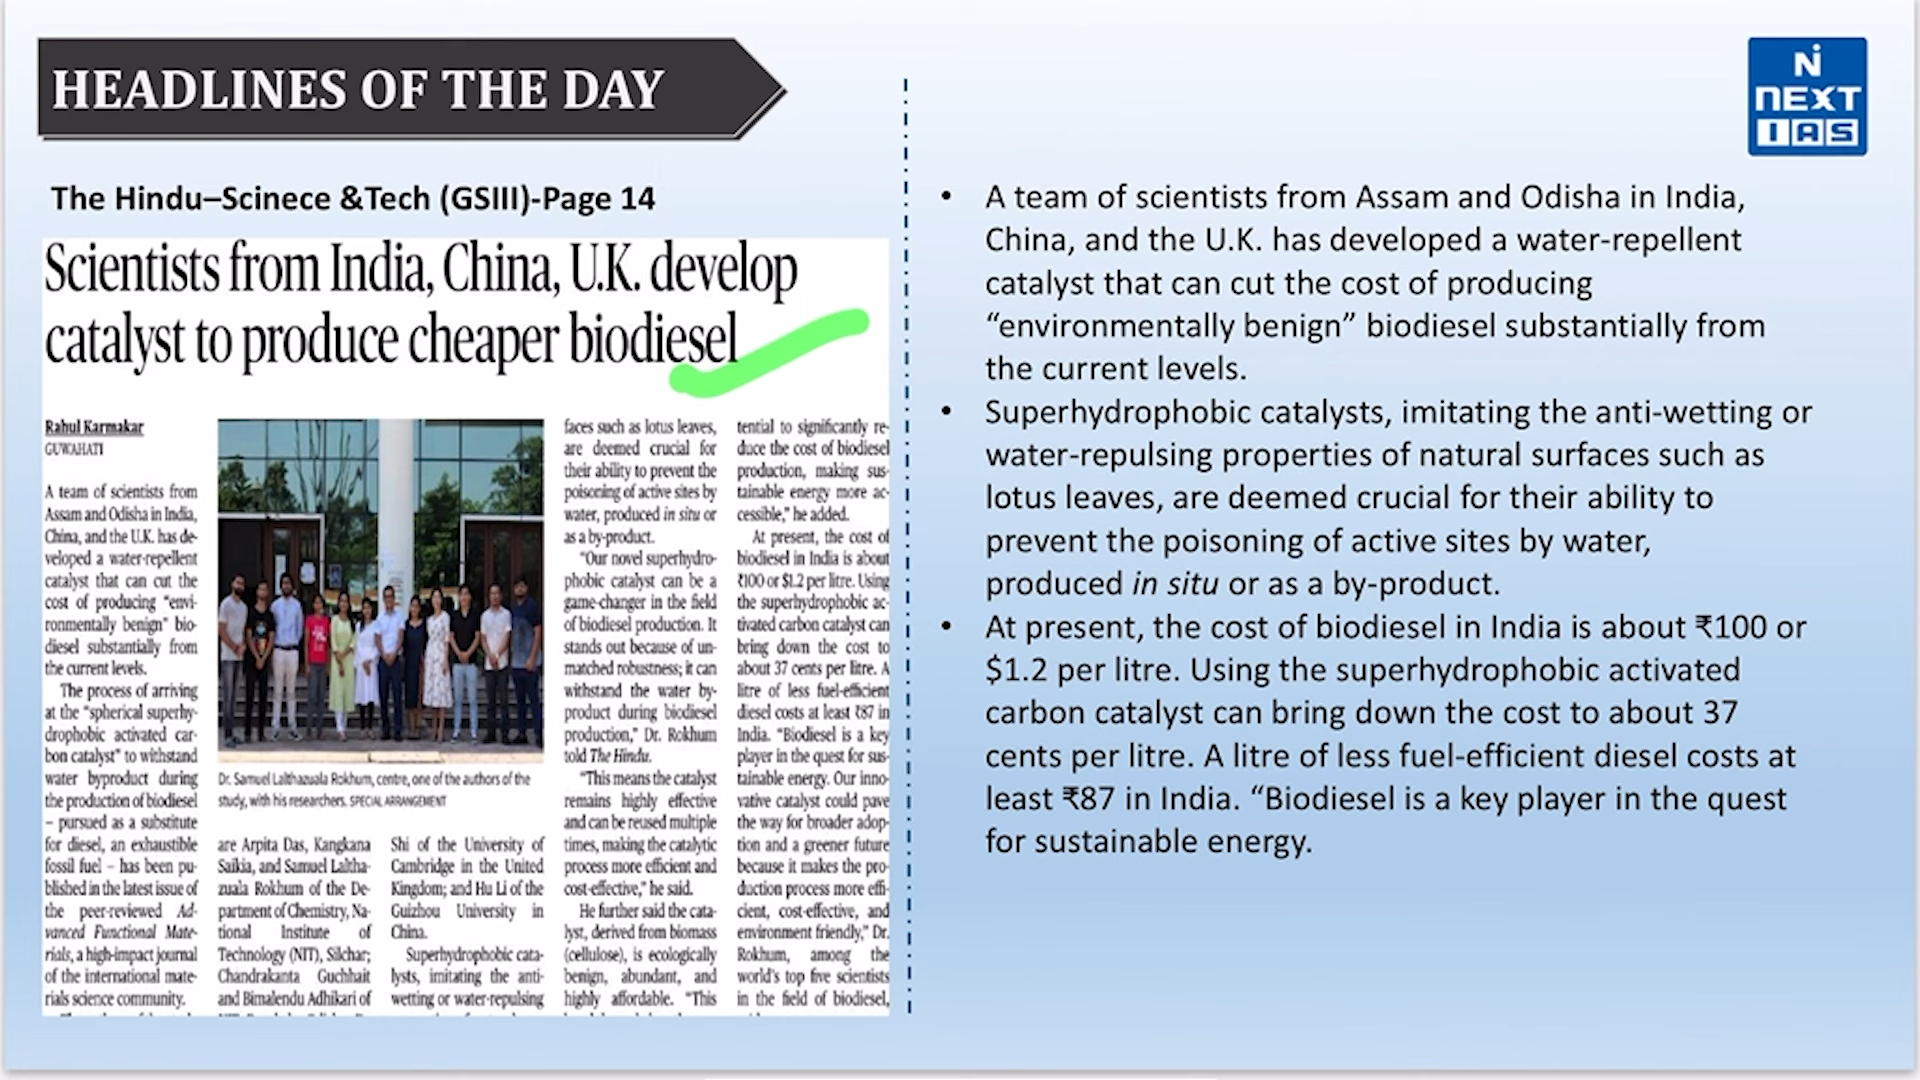 HEADLINES OF THE DAY
N
NEXT
IAS
The Hindu–Scinece &Tech (GSIII)-Page 14
Scientists from India, China, U.K. develop
catalyst to produce cheaper biodiesel
Rahul Karmakar
GUWAHATI
A team of scientists from
Assam and Odisha in India,
China, and the U.K. has de-
veloped a water-repellent
catalyst that can cut the
cost of producing “envi-
ronmentally benign” bio-
diesel substantially from
the current levels.
The process of arriving
at the “spherical superhy-
drophobic activated car-
bon catalyst” to withstand
water byproduct during
the production of biodiesel
– pursued as a substitute
for diesel, an exhaustible
fossil fuel – has been pu-
blished in the latest issue of
the peer-reviewed Ad-
vanced Functional Mate-
rials, a high-impact journal
of the international mate-
rials science community.
Dr. Samuel Lalthazuala Rokhum, centre, one of the authors of the
study, with his researchers. SPECIAL ARRANGEMENT
are Arpita Das, Kangkana
Saikia, and Samuel Laltha-
zuala Rokhum of the De-
partment of Chemistry, Na-
tional Institute of
Technology (NIT), Silchar;
Chandrakanta Guchhait
and Bimalendu Adhikari of
Shi of the University of
Cambridge in the United
Kingdom; and Hu Li of the
Guizhou University in
China.
Superhydrophobic cata-
lysts, imitating the anti-
wetting or water-repulsing
faces such as lotus leaves,
are deemed crucial for
their ability to prevent the
poisoning of active sites by
water, produced in situ or
as a by-product.
“Our novel superhydro-
phobic catalyst can be a
game-changer in the field
of biodiesel production. It
stands out because of un-
matched robustness; it can
withstand the water by-
product during biodiesel
production,” Dr. Rokhum
told The Hindu.
“This means the catalyst
remains highly effective
and can be reused multiple
times, making the catalytic
process more efficient and
cost-effective,” he said.
He further said the cata-
lyst, derived from biomass
(cellulose), is ecologically
benign, abundant, and
highly affordable. “This
tential to significantly re-
duce the cost of biodiesel
production, making sus-
tainable energy more ac-
cessible,” he added.
At present, the cost of
biodiesel in India is about
₹100 or $1.2 per litre. Using
the superhydrophobic ac-
tivated carbon catalyst can
bring down the cost to
about 37 cents per litre. A
litre of less fuel-efficient
diesel costs at least ₹87 in
India. “Biodiesel is a key
player in the quest for sus-
tainable energy. Our inno-
vative catalyst could pave
the way for broader adop-
tion and a greener future
because it makes the pro-
duction process more effi-
cient, cost-effective, and
environment friendly,” Dr.
Rokhum, among the
world’s top five scientists
in the field of biodiesel,
• A team of scientists from Assam and Odisha in India,
China, and the U.K. has developed a water-repellent
catalyst that can cut the cost of producing
“environmentally benign” biodiesel substantially from
the current levels.
• Superhydrophobic catalysts, imitating the anti-wetting or
water-repulsing properties of natural surfaces such as
lotus leaves, are deemed crucial for their ability to
prevent the poisoning of active sites by water,
produced in situ or as a by-product.
• At present, the cost of biodiesel in India is about ₹100 or
$1.2 per litre. Using the superhydrophobic activated
carbon catalyst can bring down the cost to about 37
cents per litre. A litre of less fuel-efficient diesel costs at
least ₹87 in India. “Biodiesel is a key player in the quest
for sustainable energy.